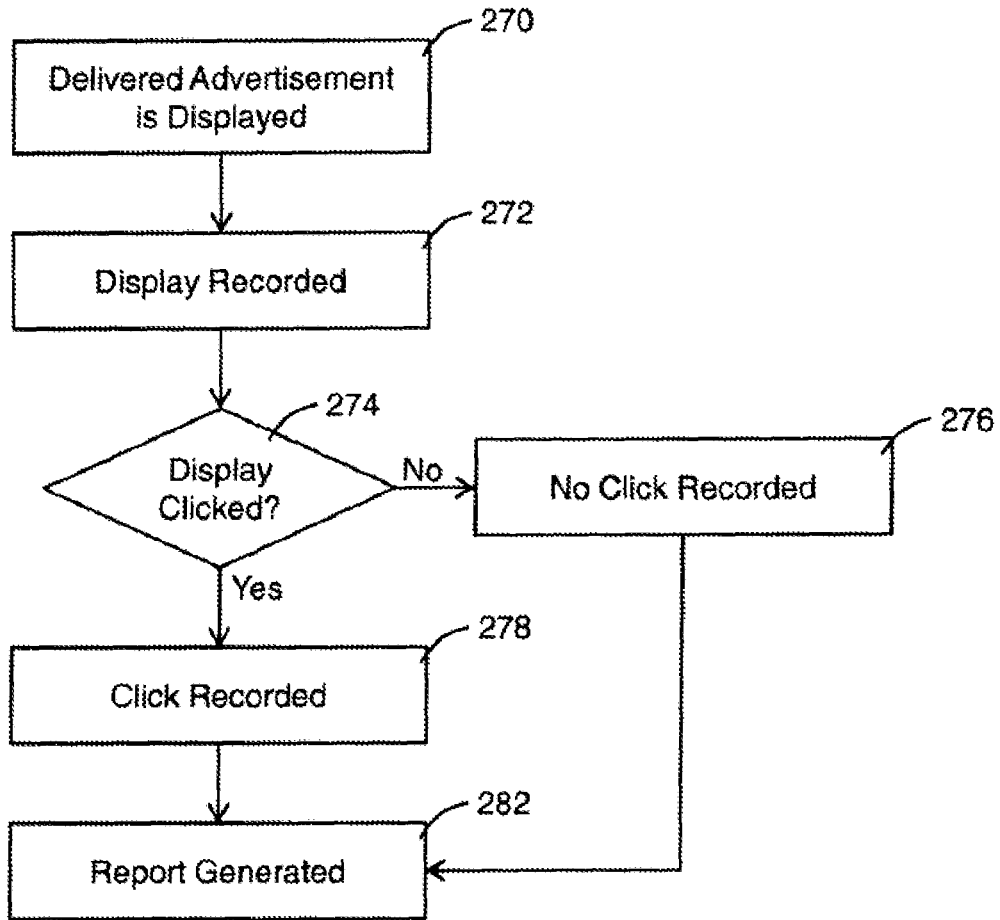 270
Delivered Advertisement
is Displayed
272
Display Recorded
274
Display
Clicked?
No
276
No Click Recorded
Yes
278
Click Recorded
282
Report Generated